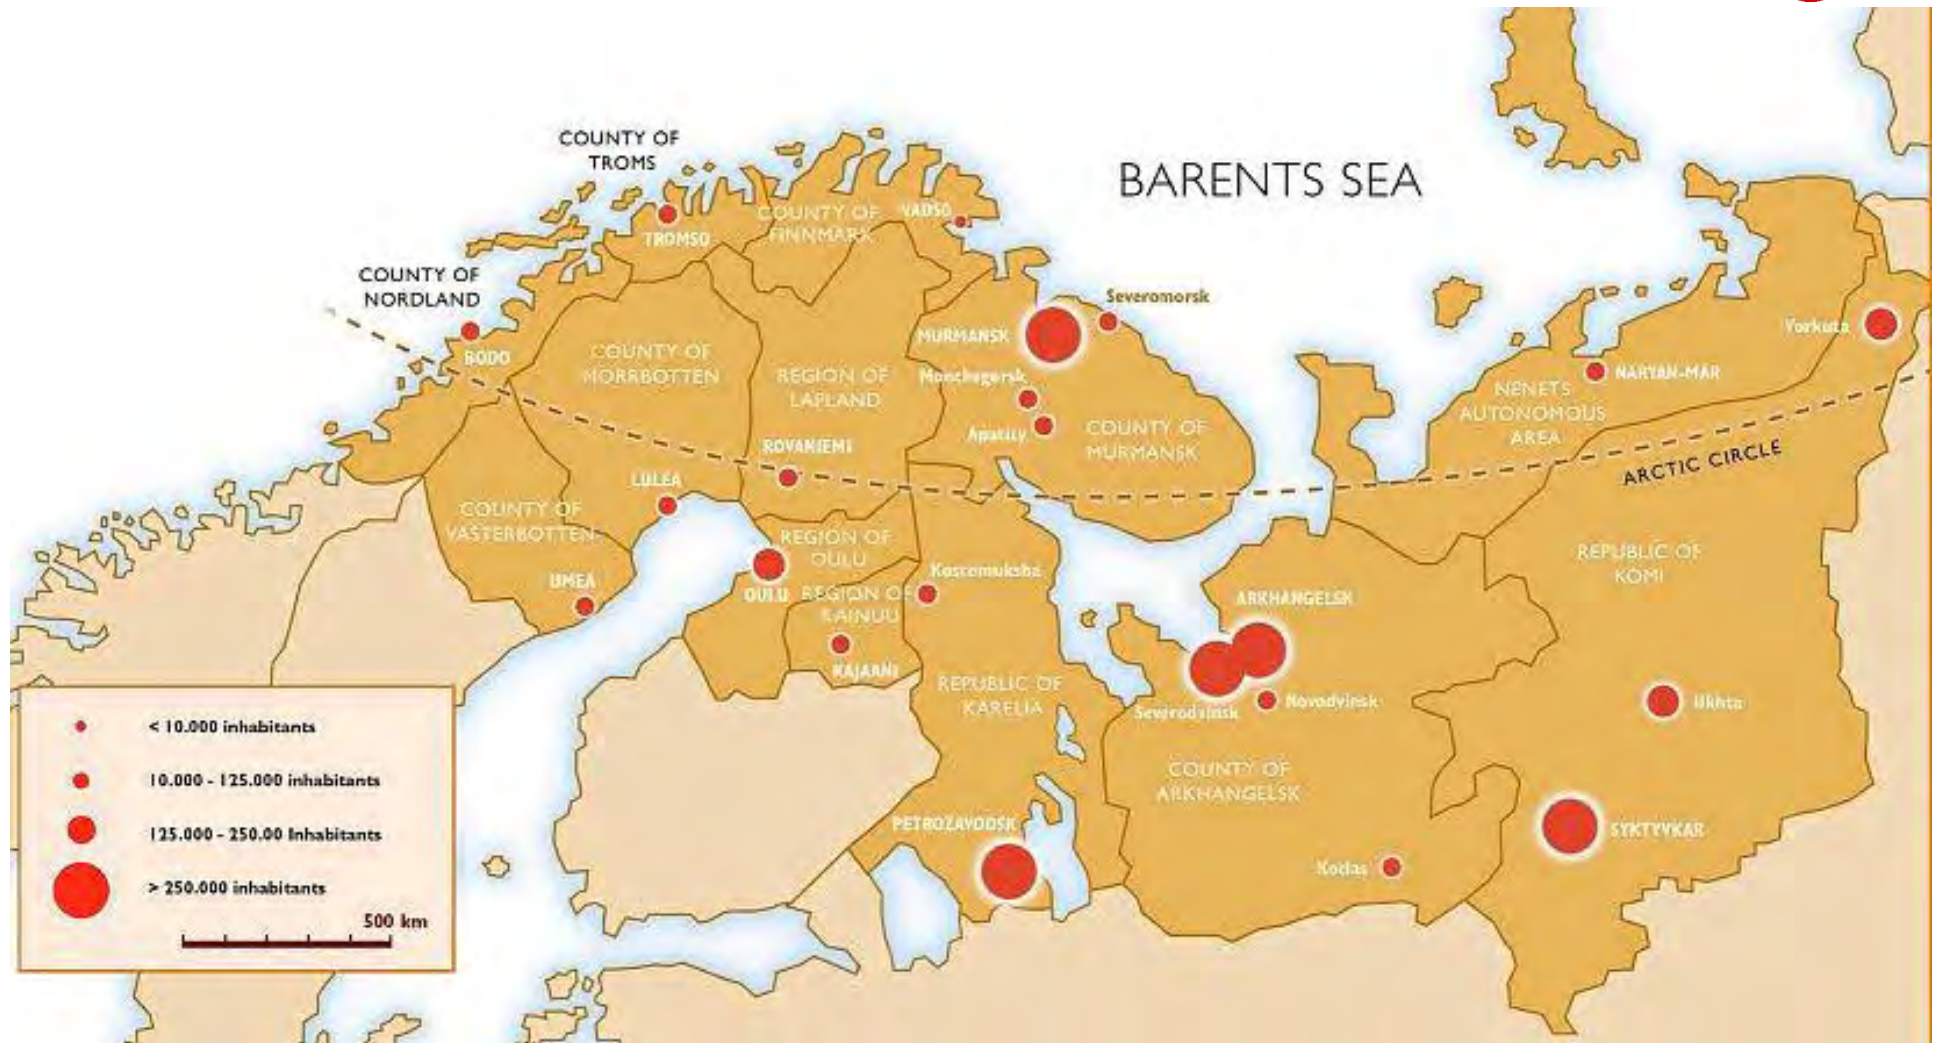 COUNTY OF
TROMS
BARENTS SEA
COUNTY OF
FINNMARK
VADSO
TROMSO
COUNTY OF
NORDLAND
BODO
Severomorsk
MURMANSK
Vorkuta
COUNTY OF
NORRBOTTEN
REGION OF
LAPLAND
Monchegorsk
Apatity
COUNTY OF
MURMANSK
NARYAN-MAR
NENETS
AUTONOMOUS
AREA
ARCTIC CIRCLE
ROVANIEMI
LULEA
COUNTY OF
VASTERBOTTEN
REGION OF
OULU
REPUBLIC OF
KOMI
UMEA
OULU
REGION OF
KAINUU
Kostomuksha
ARKHANGELSK
KAJAANI
REPUBLIC OF
KARELIA
Severodvinsk
Novodvinsk
Ukhta
COUNTY OF
ARKHANGELSK
PETROZAVODSK
SYKTYVKAR
Kotlas
< 10.000 inhabitants
10.000 - 125.000 inhabitants
125.000 - 250.00 Inhabitants
> 250.000 inhabitants
500 km